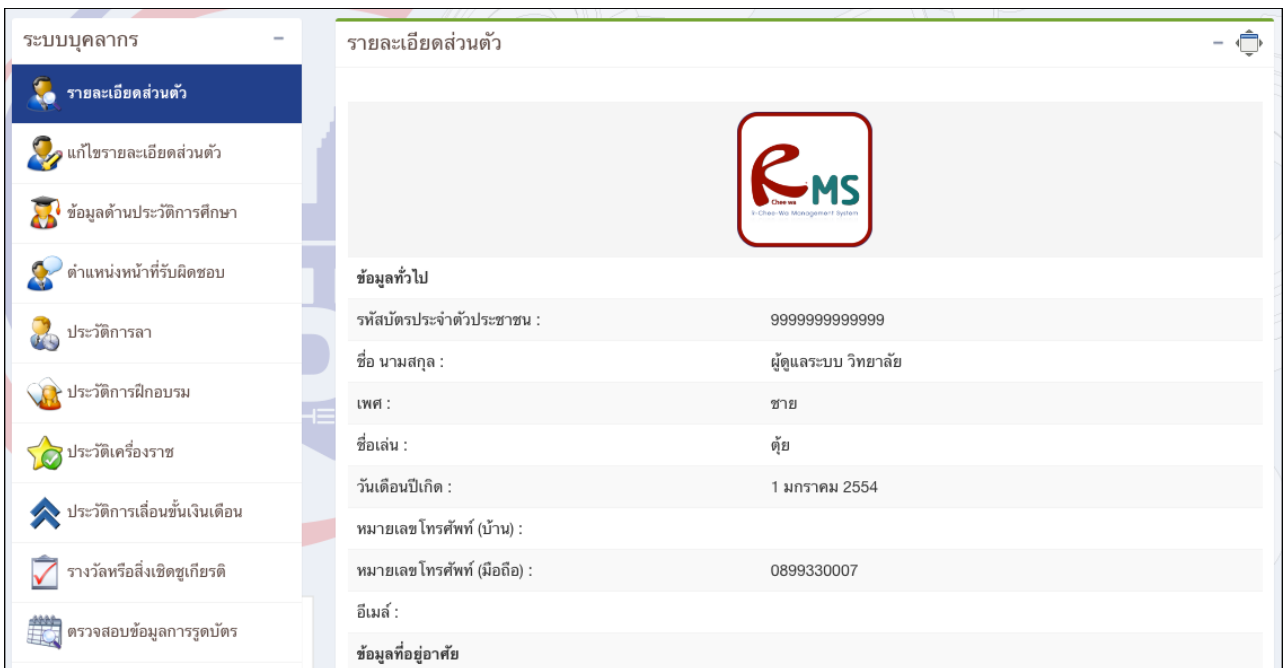 ระบบบุคลากร
รายละเอียดส่วนตัว
แก้ไขรายละเอียดส่วนตัว
ข้อมูลด้านประวัติการศึกษา
ตำแหน่งหน้าที่รับผิดชอบ
ประวัติการลา
ประวัติการฝึกอบรม
ประวัติเครื่องราช
ประวัติการเลื่อนขั้นเงินเดือน
รางวัลหรือสิ่งเชิดชูเกียรติ
ตรวจสอบข้อมูลการรูดบัตร
รายละเอียดส่วนตัว
R MS
Chee wa
R-Chee-Wa Management System
ข้อมูลทั่วไป
รหัสบัตรประจำตัวประชาชน : 9999999999999
ชื่อ นามสกุล : ผู้ดูแลระบบ วิทยาลัย
เพศ : ชาย
ชื่อเล่น : ตุ้ย
วันเดือนปีเกิด : 1 มกราคม 2554
หมายเลขโทรศัพท์ (บ้าน) :
หมายเลขโทรศัพท์ (มือถือ) : 0899330007
อีเมล์ :
ข้อมูลที่อยู่อาศัย